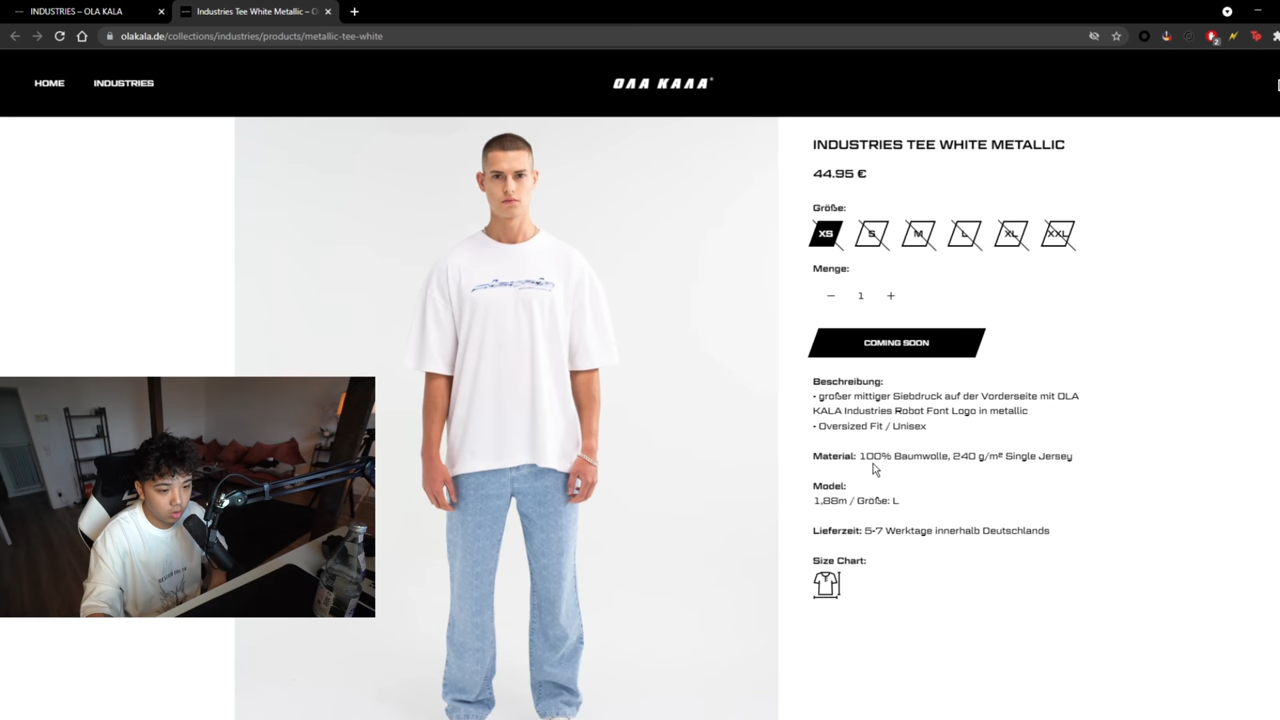 INDUSTRIES – OLA KALA
Industries Tee White Metallic – O
olakala.de/collections/industries/products/metallic-tee-white
2
HOME
INDUSTRIES
ΟΛΑ ΚΑΛΑ
INDUSTRIES TEE WHITE METALLIC
44.95 €
Größe:
XS S M L XL XXL
Menge:
− 1 +
COMING SOON
Beschreibung:
• großer mittiger Siebdruck auf der Vorderseite mit OLA
KALA Industries Robot Font Logo in metallic
• Oversized Fit / Unisex
Material: 100% Baumwolle, 240 g/m² Single Jersey
Model:
1,88m / Größe: L
Lieferzeit: 5-7 Werktage innerhalb Deutschlands
Size Chart: